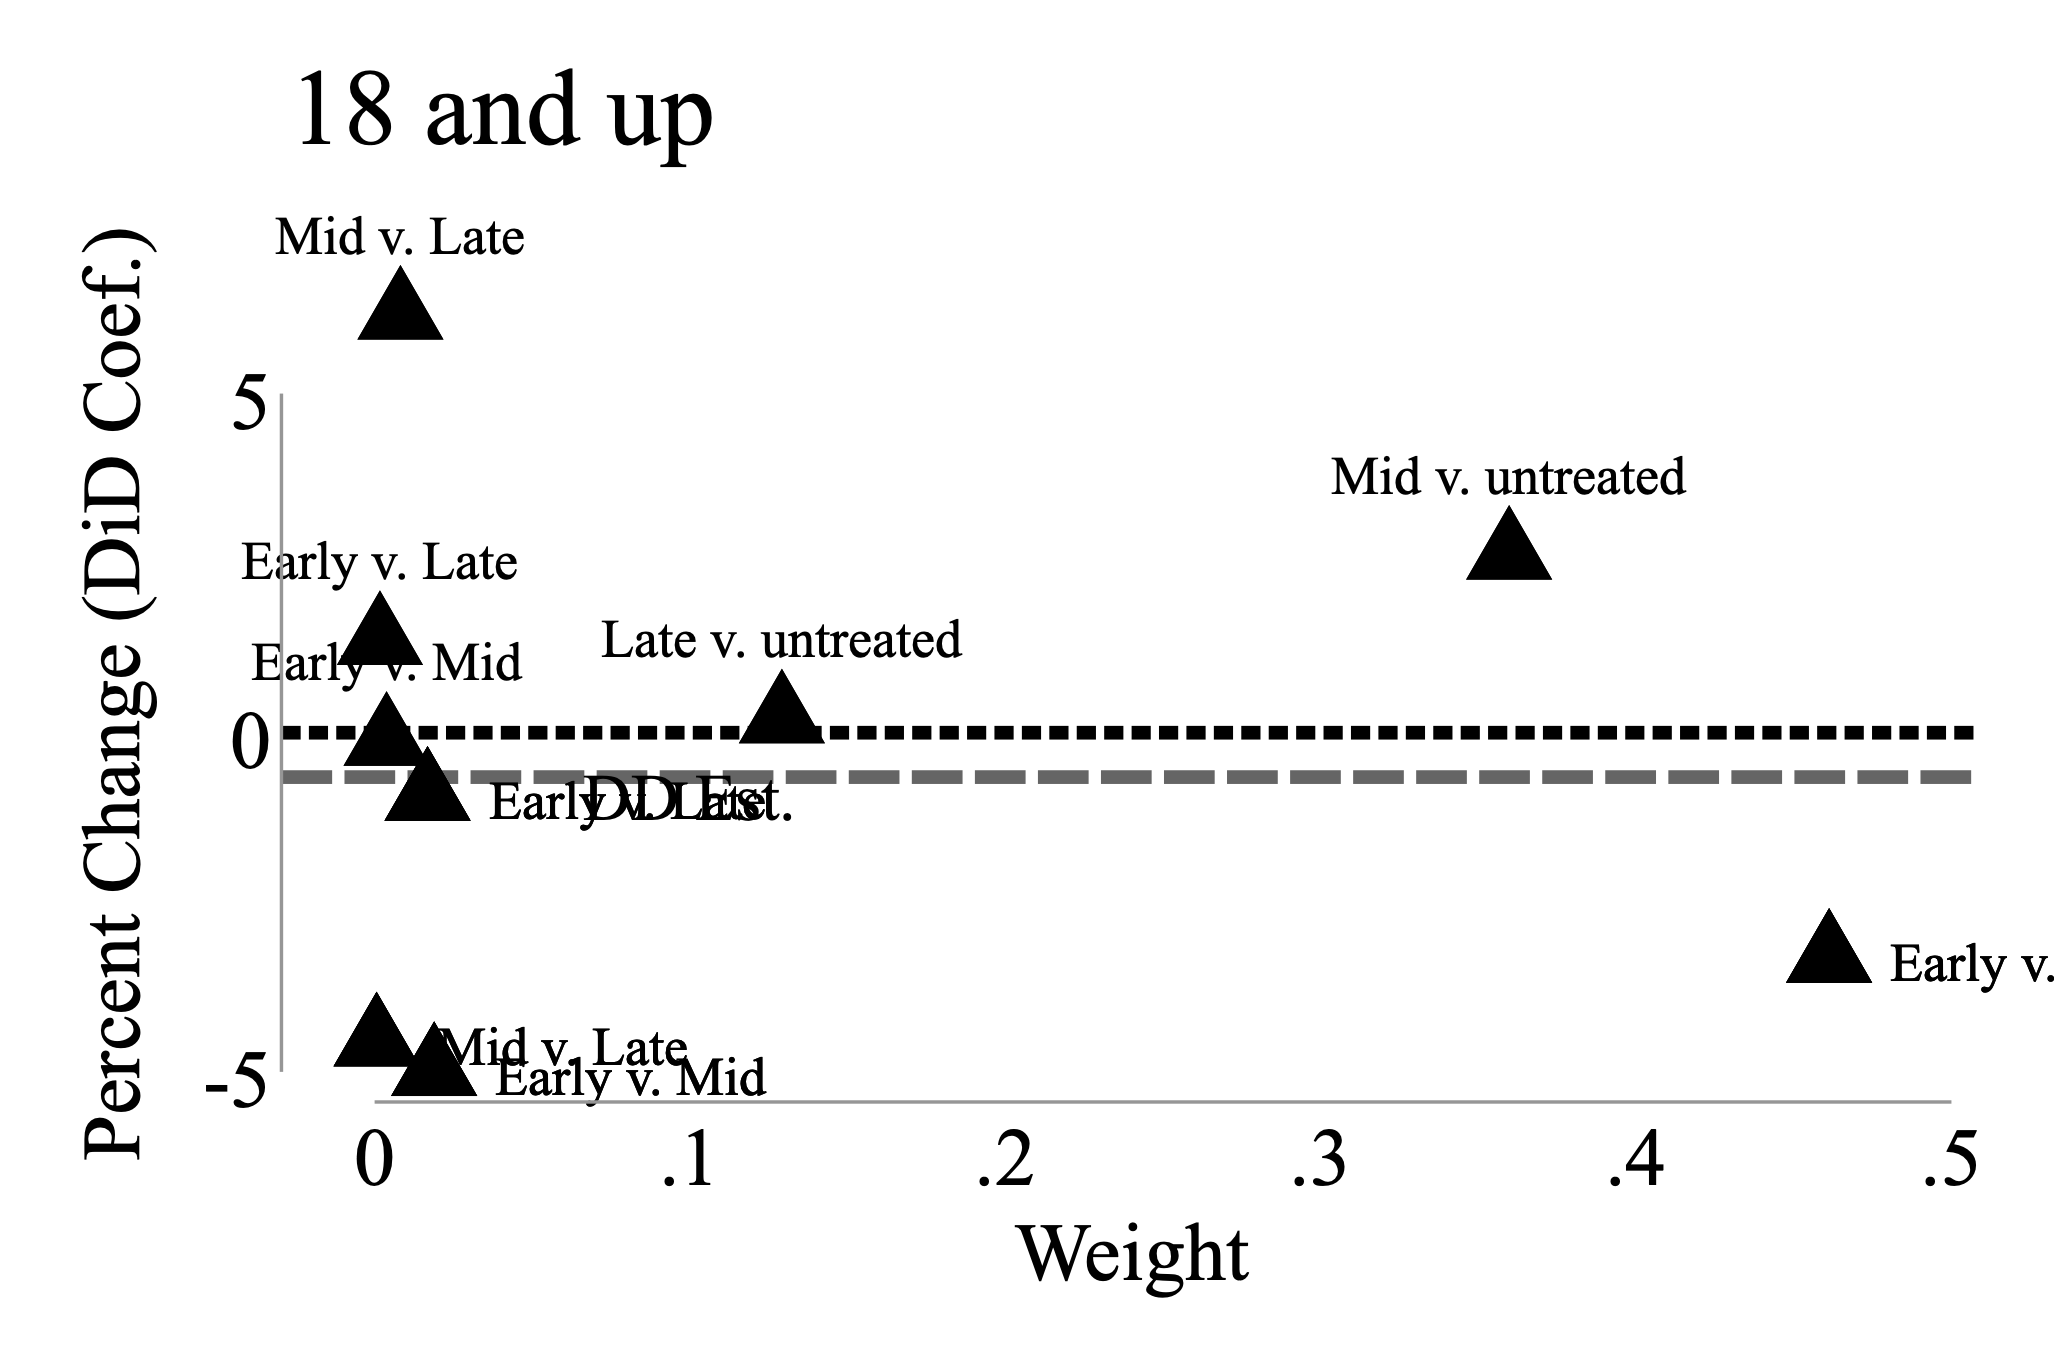 18 and up
Percent Change (DiD Coef.)
Mid v. Late
5
Mid v. untreated
Early v. Late
Late v. untreated
Early v. Mid
0
Early v. Late
DD Est.
Early v.
Mid v. Late
Early v. Mid
-5
0 .1 .2 .3 .4 .5
Weight